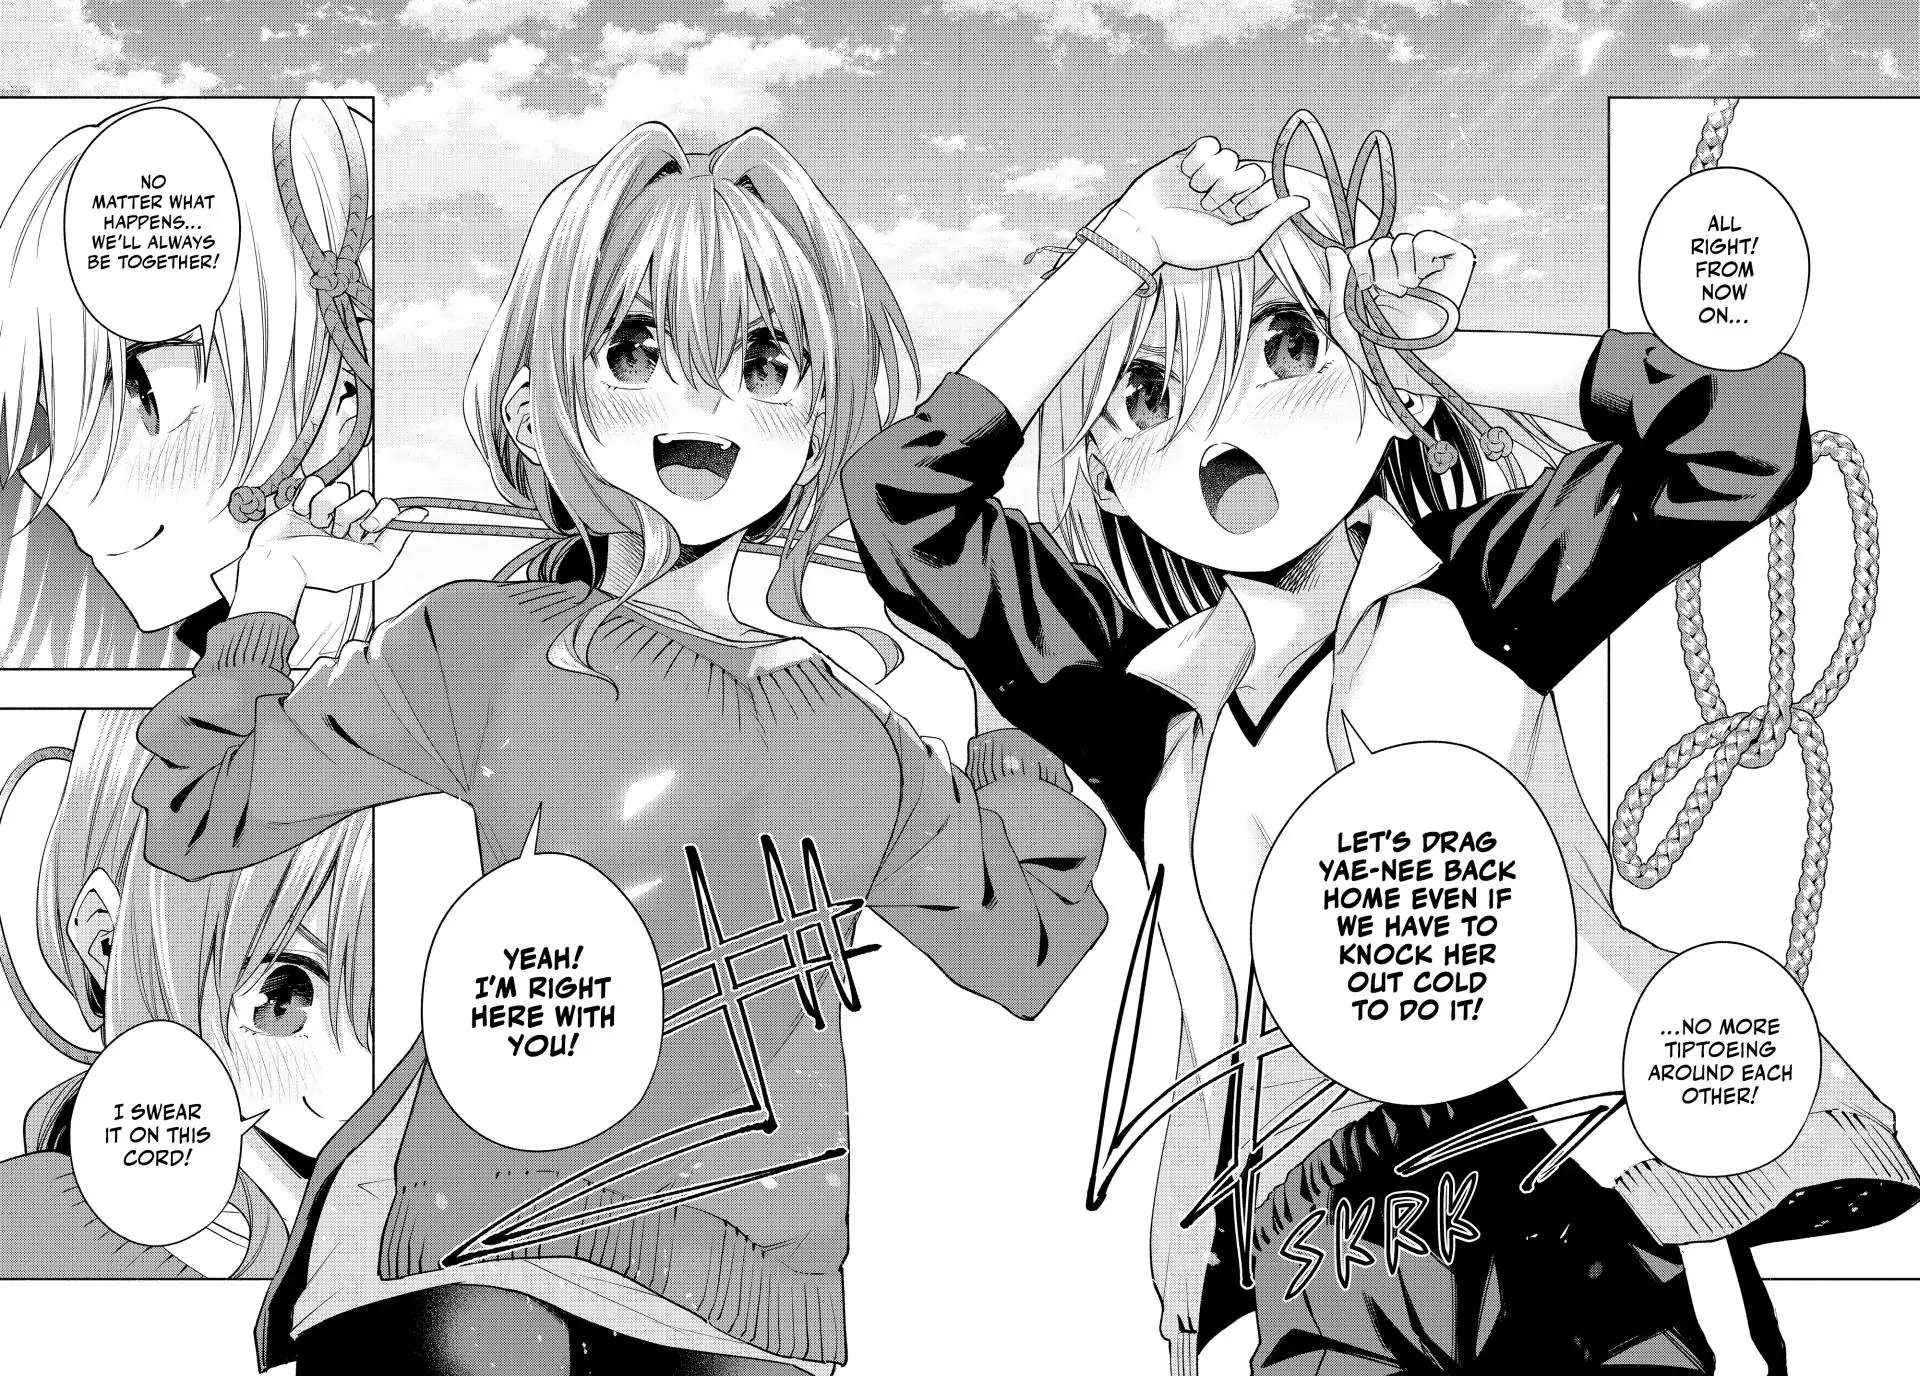 ALL
RIGHT!
FROM
NOW
ON...
...NO MORE
TIPTOEING
AROUND EACH
OTHER!
LET'S DRAG
YAE-NEE BACK
HOME EVEN IF
WE HAVE TO
KNOCK HER
OUT COLD
TO DO IT!
SKRK
YEAH!
I'M RIGHT
HERE WITH
YOU!
NO
MATTER WHAT
HAPPENS...
WE'LL ALWAYS
BE TOGETHER!
I SWEAR
IT ON THIS
CORD!